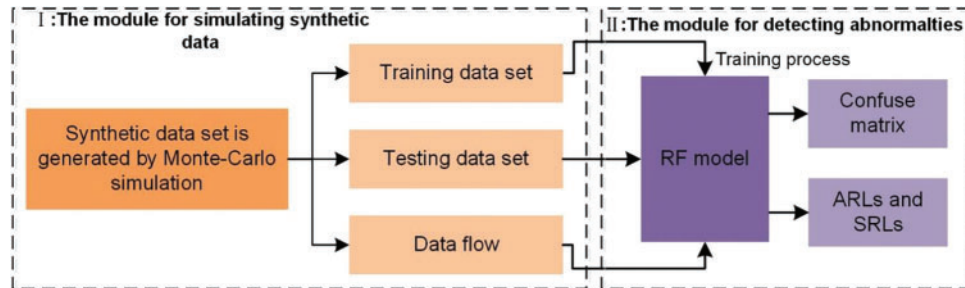 Ⅰ:The module for simulating synthetic
data
Synthetic data set is
generated by Monte-Carlo
simulation
Training data set
Testing data set
Data flow
Ⅱ:The module for detecting abnormalties
Training process
RF model
Confuse
matrix
ARLs and
SRLs